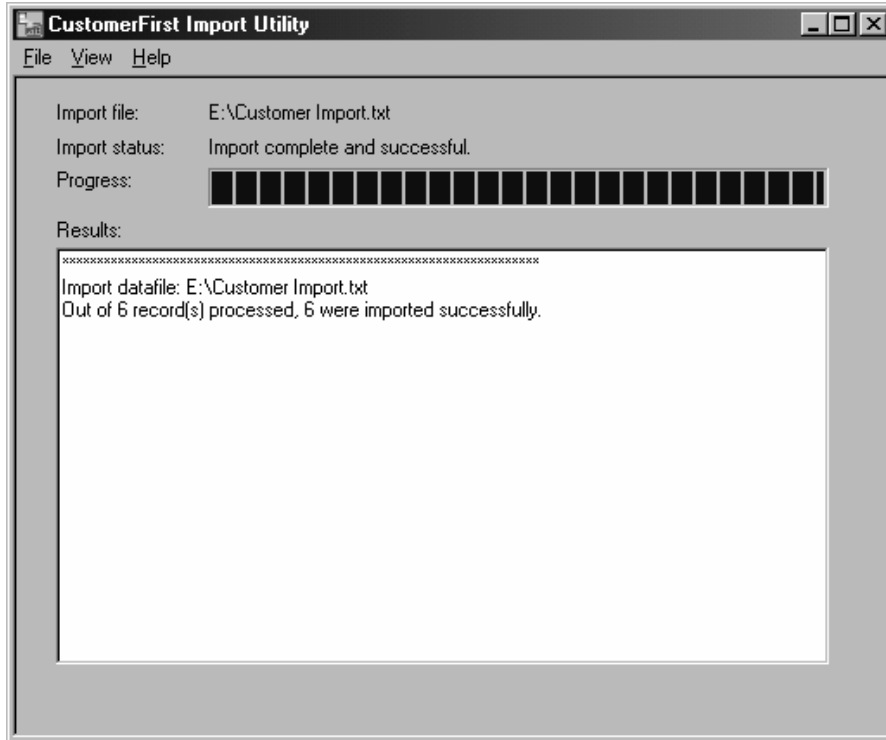 CustomerFirst Import Utility
File View Help
Import file: E:\Customer Import.txt
Import status: Import complete and successful.
Progress:
Results:
xxxxxxxxxxxxxxxxxxxxxxxxxxxxxxxxxxxxxxxxxxxxxxxxxxxxxxxxxxxxxxxxxxxxxx
Import datafile: E:\Customer Import.txt
Out of 6 record(s) processed, 6 were imported successfully.